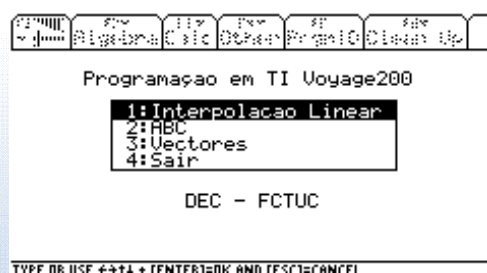 Algebra Calc Other PrgmIO Clean Up
Programaçao em TI Voyage200
1:Interpolacao Linear
2:ABC
3:Vectores
4:Sair
DEC - FCTUC
TYPE OR USE ←→↑↓ + [ENTER]=OK AND [ESC]=CANCEL